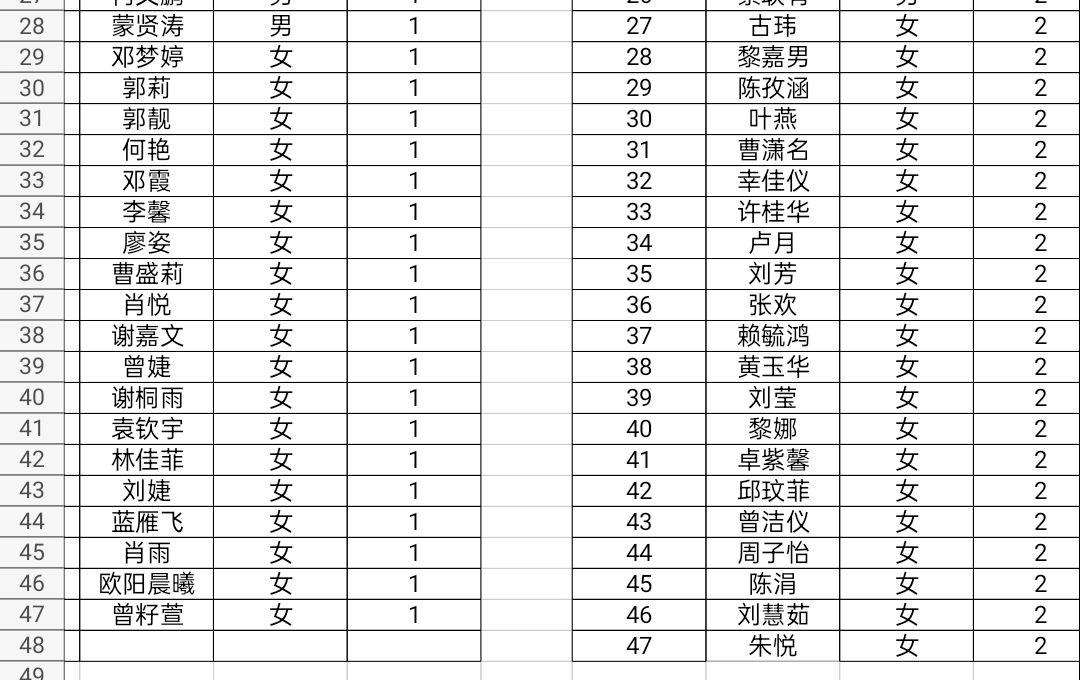 28 蒙贤涛 男 1 27 古玮 女 2
29 邓梦婷 女 1 28 黎嘉男 女 2
30 郭莉 女 1 29 陈孜涵 女 2
31 郭靓 女 1 30 叶燕 女 2
32 何艳 女 1 31 曹潇名 女 2
33 邓霞 女 1 32 幸佳仪 女 2
34 李馨 女 1 33 许桂华 女 2
35 廖姿 女 1 34 卢月 女 2
36 曹盛莉 女 1 35 刘芳 女 2
37 肖悦 女 1 36 张欢 女 2
38 谢嘉文 女 1 37 赖毓鸿 女 2
39 曾婕 女 1 38 黄玉华 女 2
40 谢桐雨 女 1 39 刘莹 女 2
41 袁钦宇 女 1 40 黎娜 女 2
42 林佳菲 女 1 41 卓紫馨 女 2
43 刘婕 女 1 42 邱玟菲 女 2
44 蓝雁飞 女 1 43 曾洁仪 女 2
45 肖雨 女 1 44 周子怡 女 2
46 欧阳晨曦 女 1 45 陈涓 女 2
47 曾籽萱 女 1 46 刘慧茹 女 2
48 47 朱悦 女 2
49